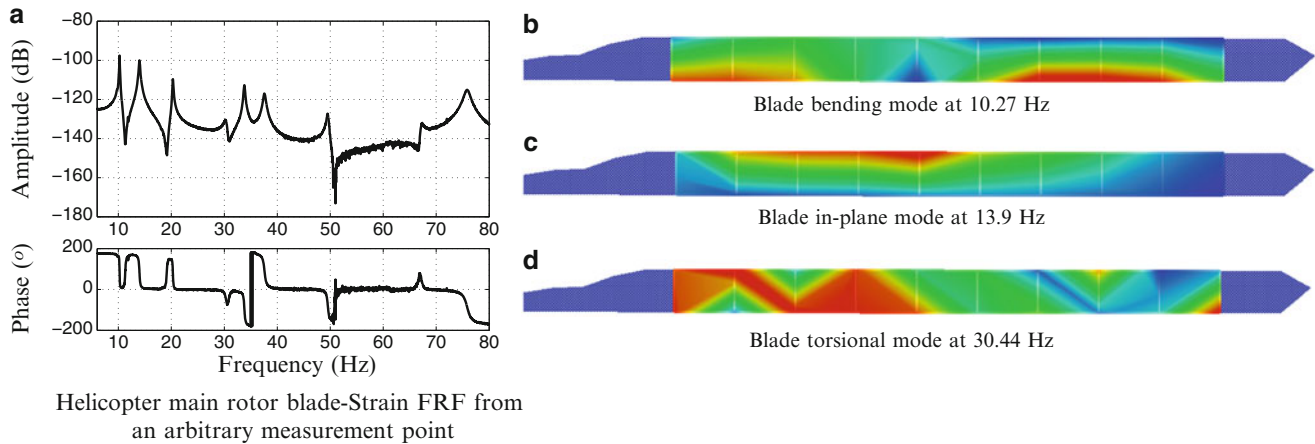 a
−80
−100
−120
−140
−160
−180
Amplitude (dB)
10 20 30 40 50 60 70 80
200
0
−200
Phase (o)
10 20 30 40 50 60 70 80
Frequency (Hz)
Helicopter main rotor blade-Strain FRF from
an arbitrary measurement point
b
Blade bending mode at 10.27 Hz
c
Blade in-plane mode at 13.9 Hz
d
Blade torsional mode at 30.44 Hz